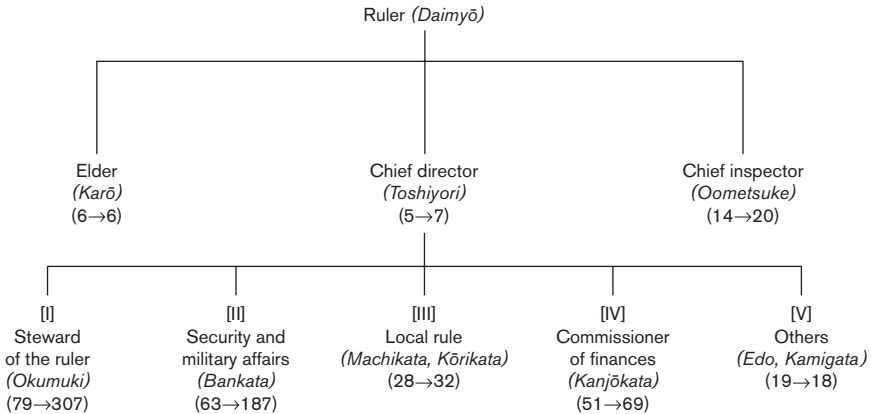 Ruler (Daimyō)
Elder
(Karō)
(6→6)
Chief director
(Toshiyori)
(5→7)
Chief inspector
(Oometsuke)
(14→20)
[I]
Steward
of the ruler
(Okumuki)
(79→307)
[II]
Security and
military affairs
(Bankata)
(63→187)
[III]
Local rule
(Machikata, Kōrikata)
(28→32)
[IV]
Commissioner
of finances
(Kanjōkata)
(51→69)
[V]
Others
(Edo, Kamigata)
(19→18)